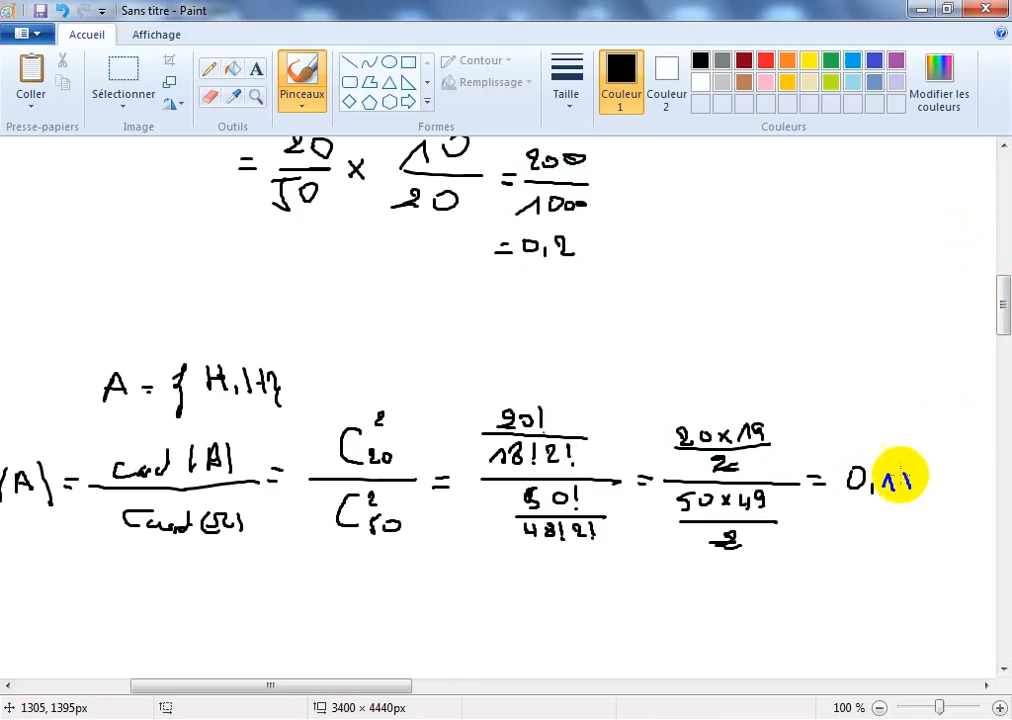 Sans titre - Paint
Accueil Affichage
Coller
Sélectionner
Pinceaux
Contour
Remplissage
Taille
Couleur 1
Couleur 2
Modifier les couleurs
Presse-papiers Image Outils Formes Couleurs
= 20/50 × 10/20 = 200/1000
= 0,2
A = { H, H }
(A) = card (A) / Card (Ω) = C²₂₀ / C²₅₀ = (20! / 18! 2!) / (50! / 48! 2!) = (20 × 19 / 2) / (50 × 49 / 2) = 0,11
1305, 1395px 3400 × 4440px 100 %